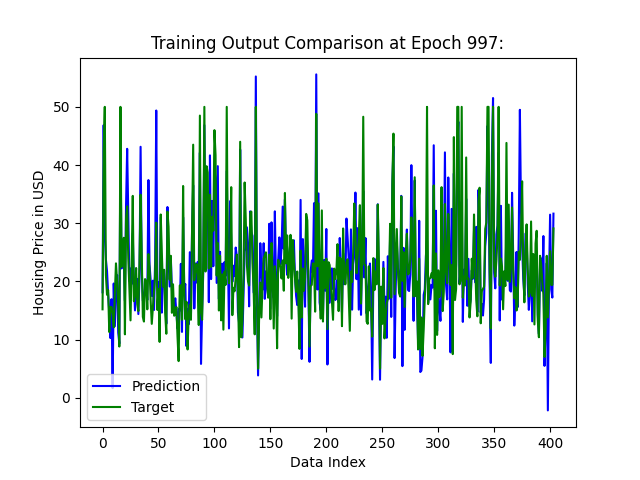 Training Output Comparison at Epoch 997:
Housing Price in USD
50
40
30
20
10
0
Prediction
Target
0 50 100 150 200 250 300 350 400
Data Index